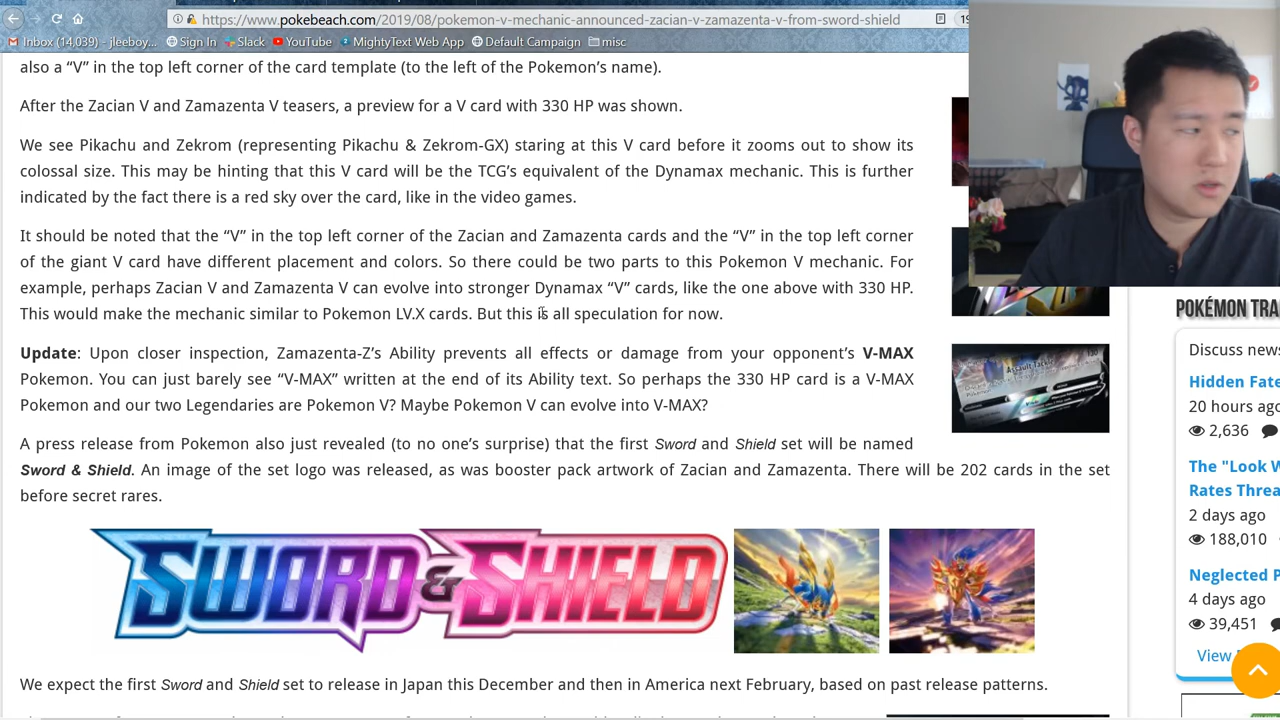 https://www.pokebeach.com/2019/08/pokemon-v-mechanic-announced-zacian-v-zamazenta-v-from-sword-shield
Inbox (14,039) - jleeboy... Sign In Slack YouTube MightyText Web App Default Campaign misc
also a “V” in the top left corner of the card template (to the left of the Pokemon’s name).
After the Zacian V and Zamazenta V teasers, a preview for a V card with 330 HP was shown.
We see Pikachu and Zekrom (representing Pikachu & Zekrom-GX) staring at this V card before it zooms out to show its
colossal size. This may be hinting that this V card will be the TCG’s equivalent of the Dynamax mechanic. This is further
indicated by the fact there is a red sky over the card, like in the video games.
It should be noted that the “V” in the top left corner of the Zacian and Zamazenta cards and the “V” in the top left corner
of the giant V card have different placement and colors. So there could be two parts to this Pokemon V mechanic. For
example, perhaps Zacian V and Zamazenta V can evolve into stronger Dynamax “V” cards, like the one above with 330 HP.
This would make the mechanic similar to Pokemon LV.X cards. But this is all speculation for now.
Update: Upon closer inspection, Zamazenta-Z’s Ability prevents all effects or damage from your opponent’s V-MAX
Pokemon. You can just barely see “V-MAX” written at the end of its Ability text. So perhaps the 330 HP card is a V-MAX
Pokemon and our two Legendaries are Pokemon V? Maybe Pokemon V can evolve into V-MAX?
A press release from Pokemon also just revealed (to no one’s surprise) that the first Sword and Shield set will be named
Sword & Shield. An image of the set logo was released, as was booster pack artwork of Zacian and Zamazenta. There will be 202 cards in the set
before secret rares.
SWORD & SHIELD
We expect the first Sword and Shield set to release in Japan this December and then in America next February, based on past release patterns.
Assault Tackle
POKÉMON TRA
Discuss news
Hidden Fate
20 hours ago
2,636
The "Look W
Rates Threa
2 days ago
188,010
Neglected P
4 days ago
39,451
View